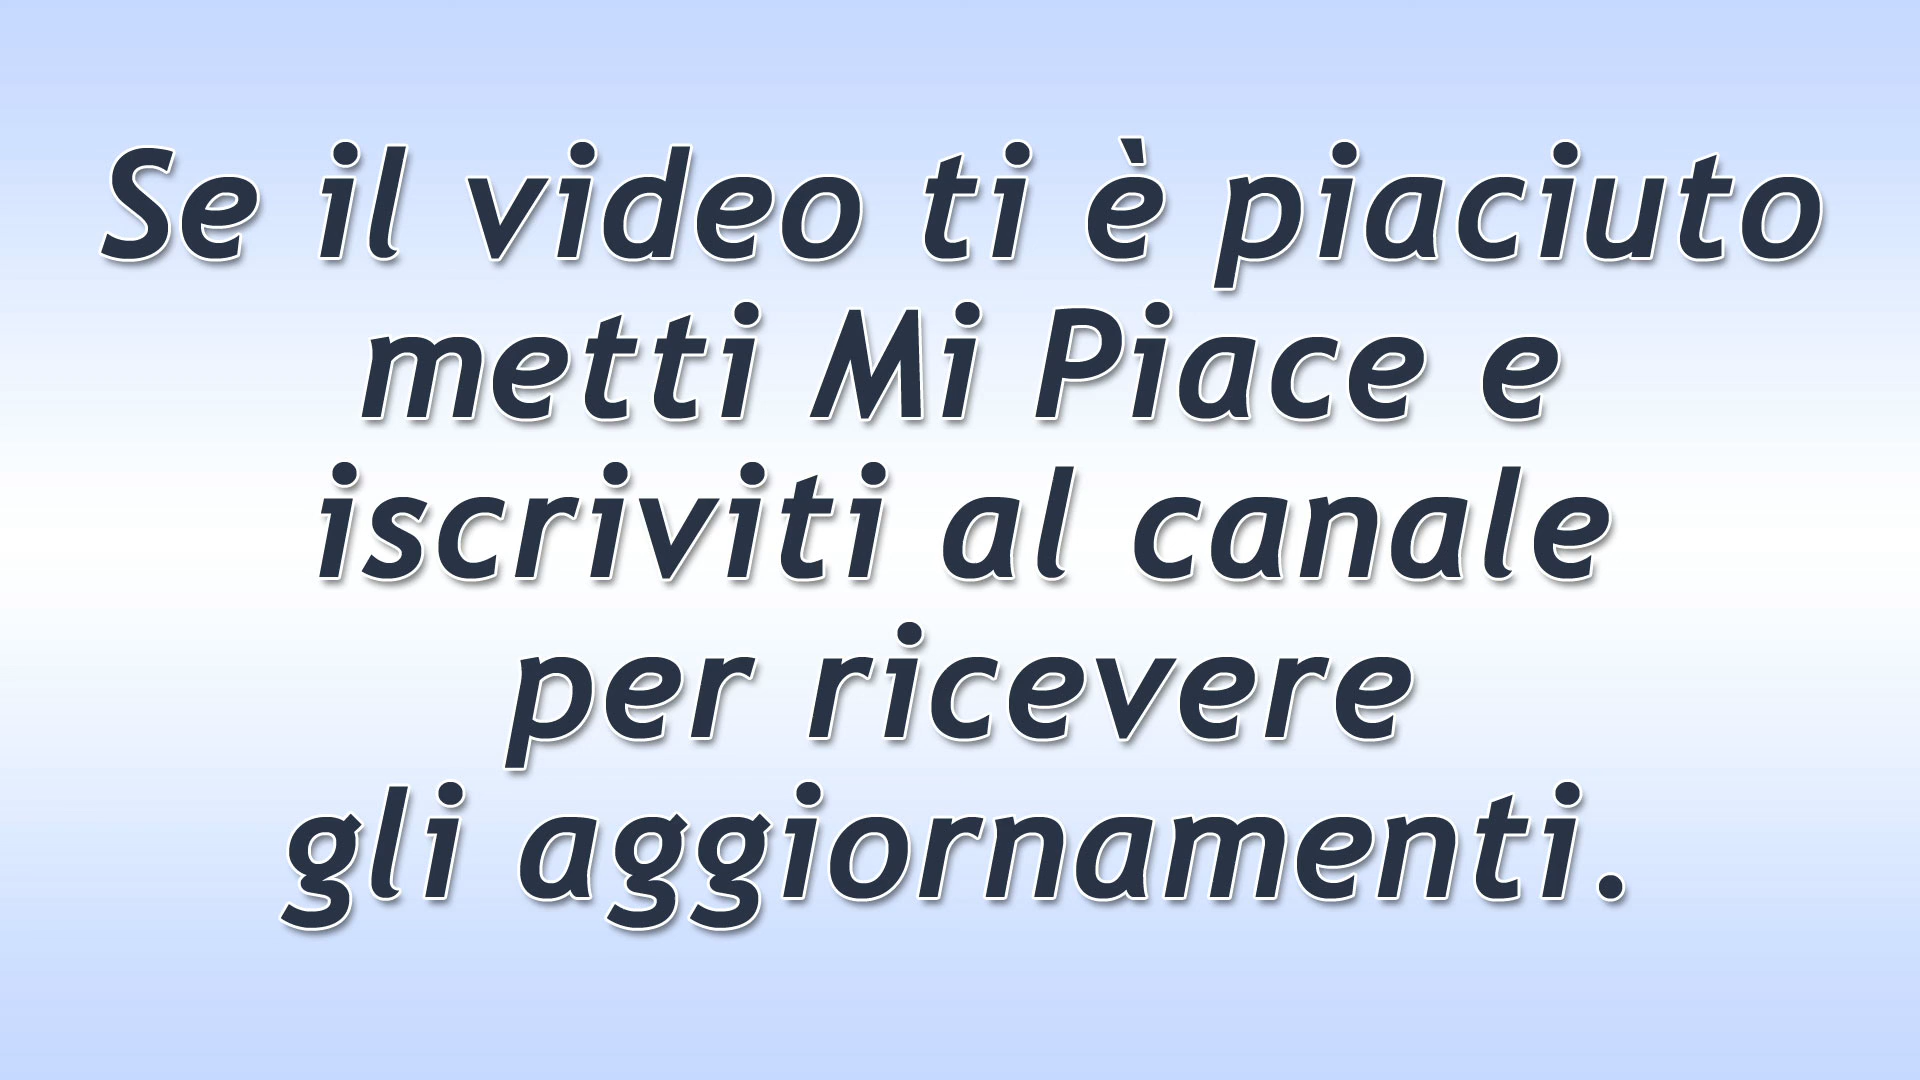 Se il video ti è piaciuto
metti Mi Piace e
iscriviti al canale
per ricevere
gli aggiornamenti.